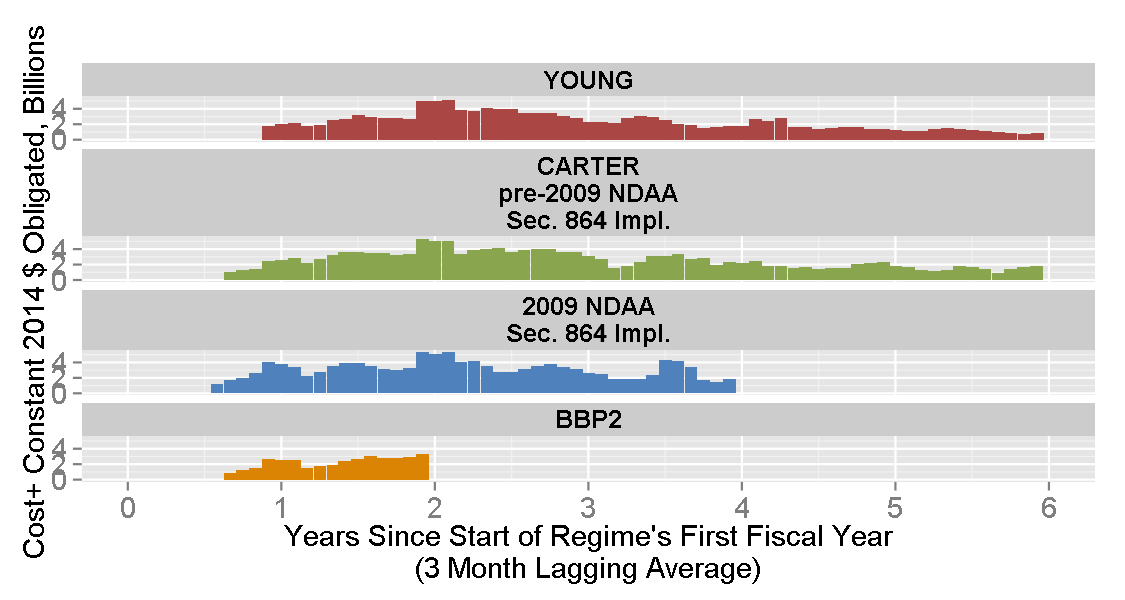 Cost+ Constant 2014 $ Obligated, Billions
YOUNG
4
2
0
CARTER
pre-2009 NDAA
Sec. 864 Impl.
4
2
0
2009 NDAA
Sec. 864 Impl.
4
2
0
BBP2
4
2
0
0 1 2 3 4 5 6
Years Since Start of Regime's First Fiscal Year
(3 Month Lagging Average)